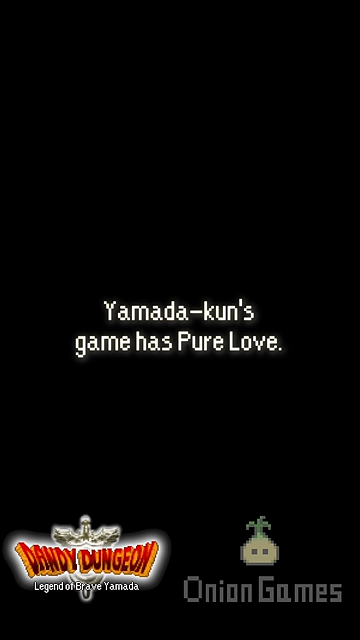 Yamada-kun's
game has Pure Love.
DANDY DUNGEON
Legend of Brave Yamada
Onion Games